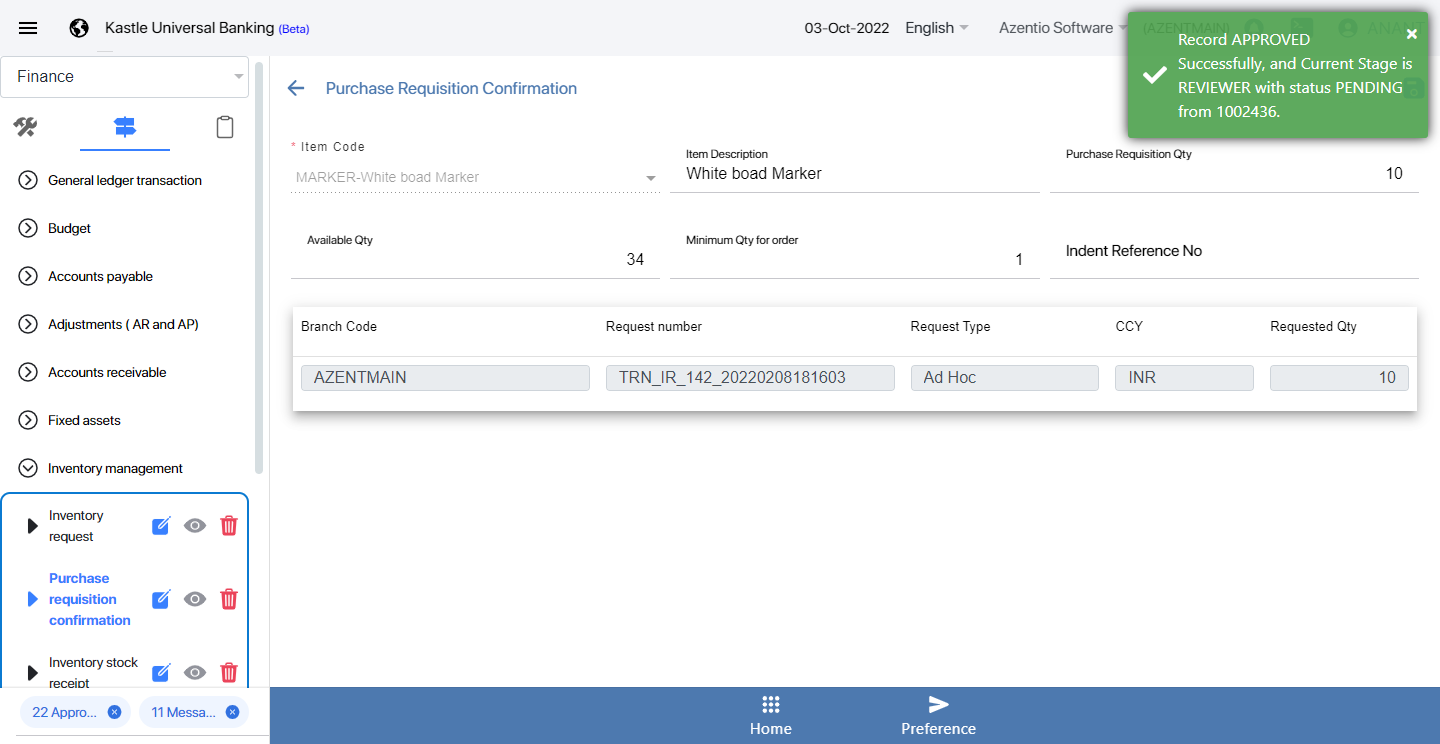 Kastle Universal Banking (Beta)
03-Oct-2022
English
Azentio Software
(AZENTMAIN)
Record APPROVED
Successfully, and Current Stage is
REVIEWER with status PENDING
from 1002436.
Finance
Purchase Requisition Confirmation
* Item Code
MARKER-White boad Marker
Item Description
White boad Marker
Purchase Requisition Qty
10
Available Qty
34
Minimum Qty for order
1
Indent Reference No
Branch Code
Request number
Request Type
CCY
Requested Qty
AZENTMAIN
TRN_IR_142_20220208181603
Ad Hoc
INR
10
General ledger transaction
Budget
Accounts payable
Adjustments ( AR and AP)
Accounts receivable
Fixed assets
Inventory management
Inventory
request
Purchase
requisition
confirmation
Inventory stock
receipt
22 Appro...
11 Messa...
Home
Preference